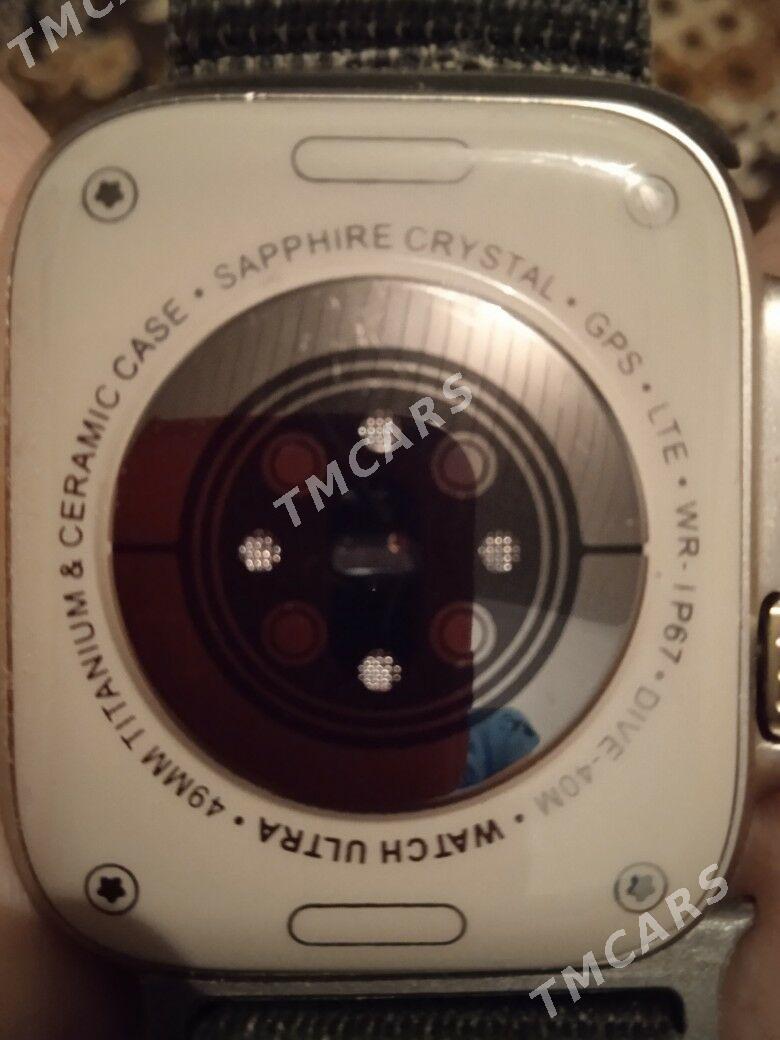 WATCH ULTRA • 49MM TITANIUM & CERAMIC CASE • SAPPHIRE CRYSTAL • GPS • LTE • WR-IP67 • DIVE-40M •
TMCARS
TMCARS
TMCARS